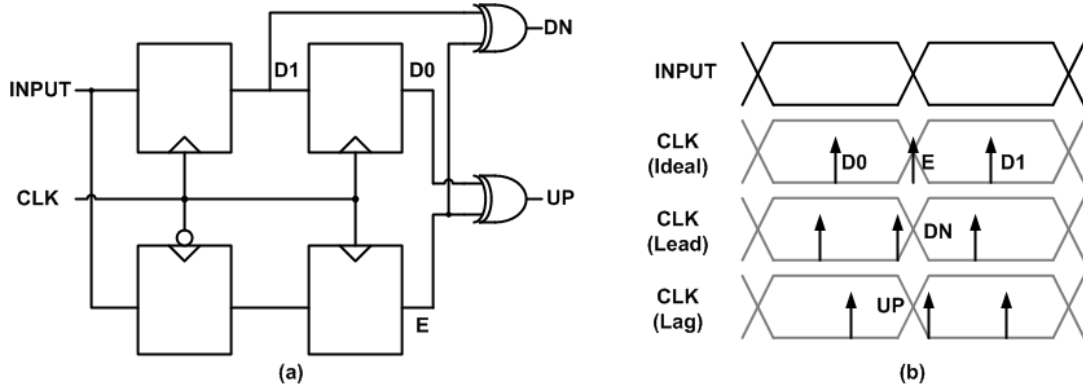 DN
D1
D0
INPUT
CLK
UP
E
(a)
INPUT
CLK
(Ideal)
D0
E
D1
CLK
(Lead)
DN
CLK
(Lag)
UP
(b)